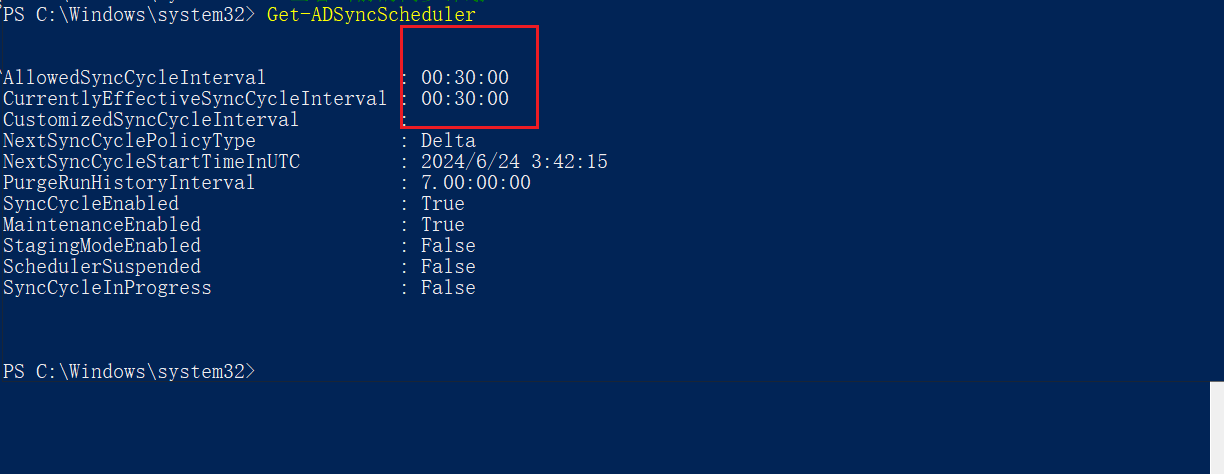 PS C:\Windows\system32> Get-ADSyncScheduler
AllowedSyncCycleInterval : 00:30:00
CurrentlyEffectiveSyncCycleInterval : 00:30:00
CustomizedSyncCycleInterval :
NextSyncCyclePolicyType : Delta
NextSyncCycleStartTimeInUTC : 2024/6/24 3:42:15
PurgeRunHistoryInterval : 7.00:00:00
SyncCycleEnabled : True
MaintenanceEnabled : True
StagingModeEnabled : False
SchedulerSuspended : False
SyncCycleInProgress : False
PS C:\Windows\system32>